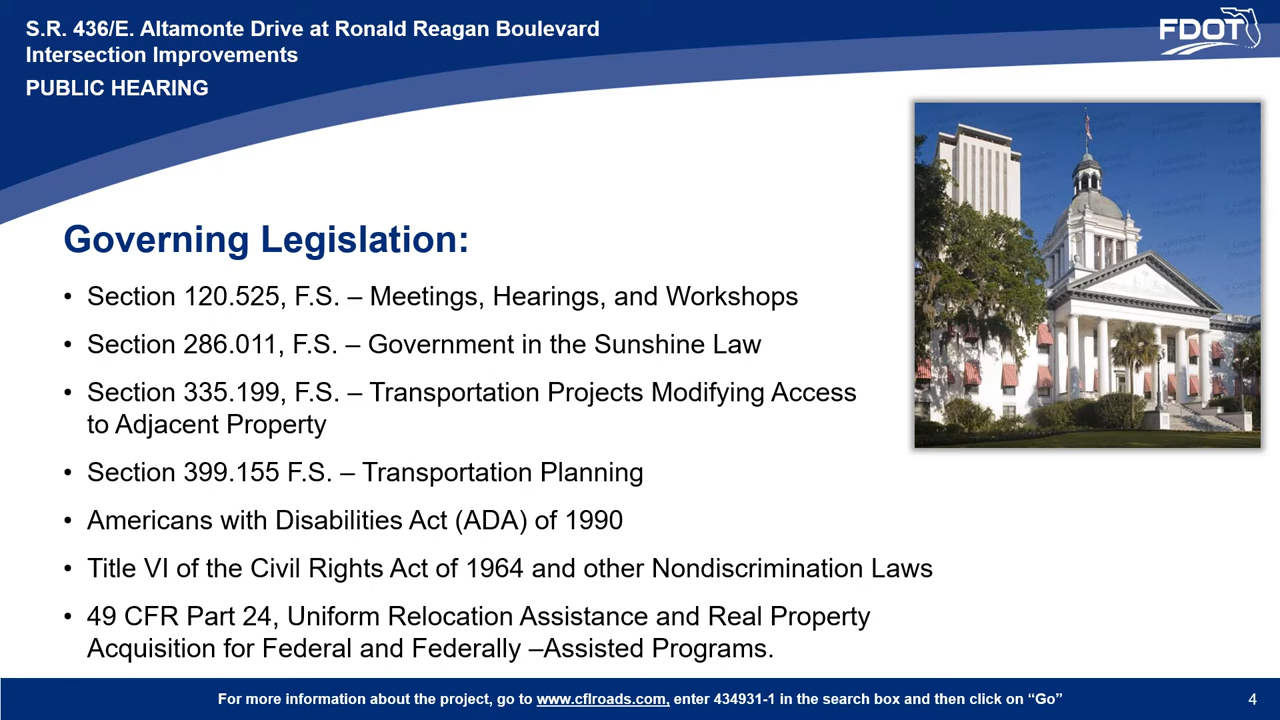 S.R. 436/E. Altamonte Drive at Ronald Reagan Boulevard
Intersection Improvements
PUBLIC HEARING
FDOT
Governing Legislation:
• Section 120.525, F.S. – Meetings, Hearings, and Workshops
• Section 286.011, F.S. – Government in the Sunshine Law
• Section 335.199, F.S. – Transportation Projects Modifying Access
to Adjacent Property
• Section 399.155 F.S. – Transportation Planning
• Americans with Disabilities Act (ADA) of 1990
• Title VI of the Civil Rights Act of 1964 and other Nondiscrimination Laws
• 49 CFR Part 24, Uniform Relocation Assistance and Real Property
Acquisition for Federal and Federally –Assisted Programs.
For more information about the project, go to www.cflroads.com, enter 434931-1 in the search box and then click on “Go”
4